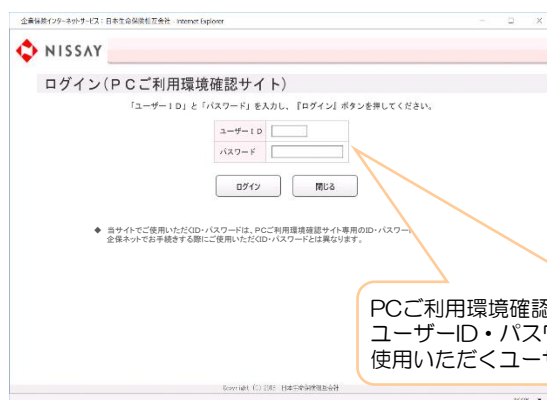 企業保険インターネットサービス：日本生命保険相互会社 - Internet Explorer
NISSAY
ログイン(ＰＣご利用環境確認サイト)
「ユーザーＩＤ」と「パスワード」を入力し、『ログイン』ボタンを押してください。
ユーザーＩＤ
パスワード
ログイン 閉じる
◆ 当サイトでご使用いただくID・パスワードは、PCご利用環境確認サイト専用のID・パスワー
企保ネットでお手続きする際にご使用いただくID・パスワードとは異なります。
PCご利用環境確認
ユーザーID・パスワ
使用いただくユーザ
Copyright (C) 日本生命保険相互会社